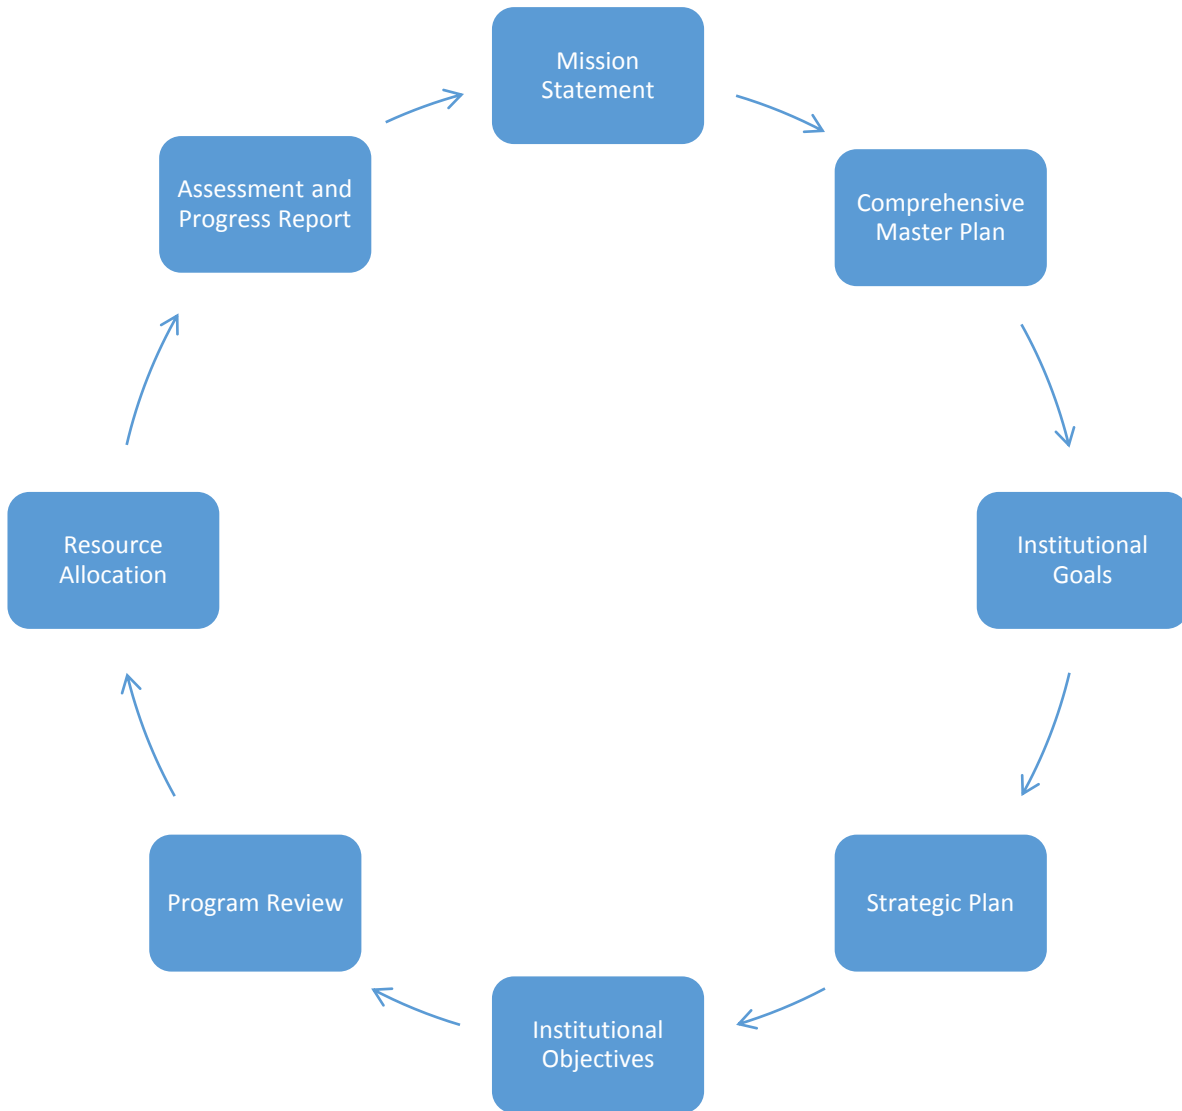 Mission
Statement
Comprehensive
Master Plan
Institutional
Goals
Strategic Plan
Institutional
Objectives
Program Review
Resource
Allocation
Assessment and
Progress Report